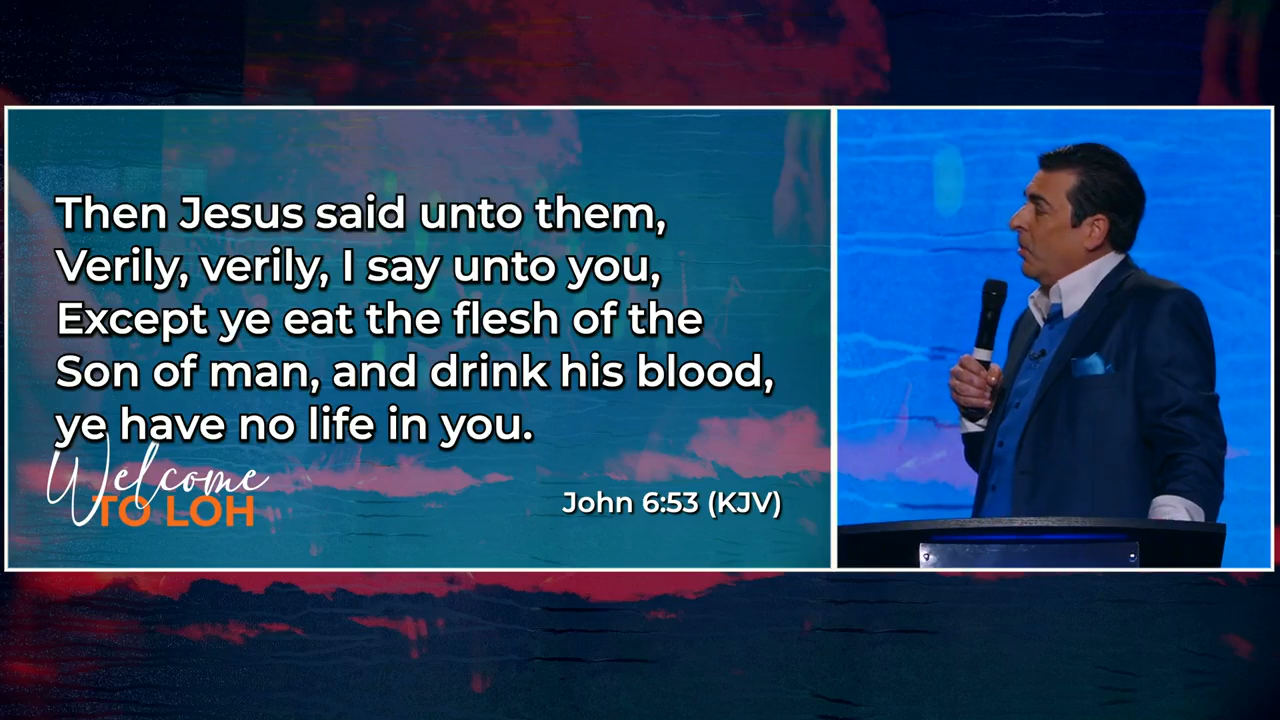 Then Jesus said unto them,
Verily, verily, I say unto you,
Except ye eat the flesh of the
Son of man, and drink his blood,
ye have no life in you.
Welcome
TO LOH
John 6:53 (KJV)